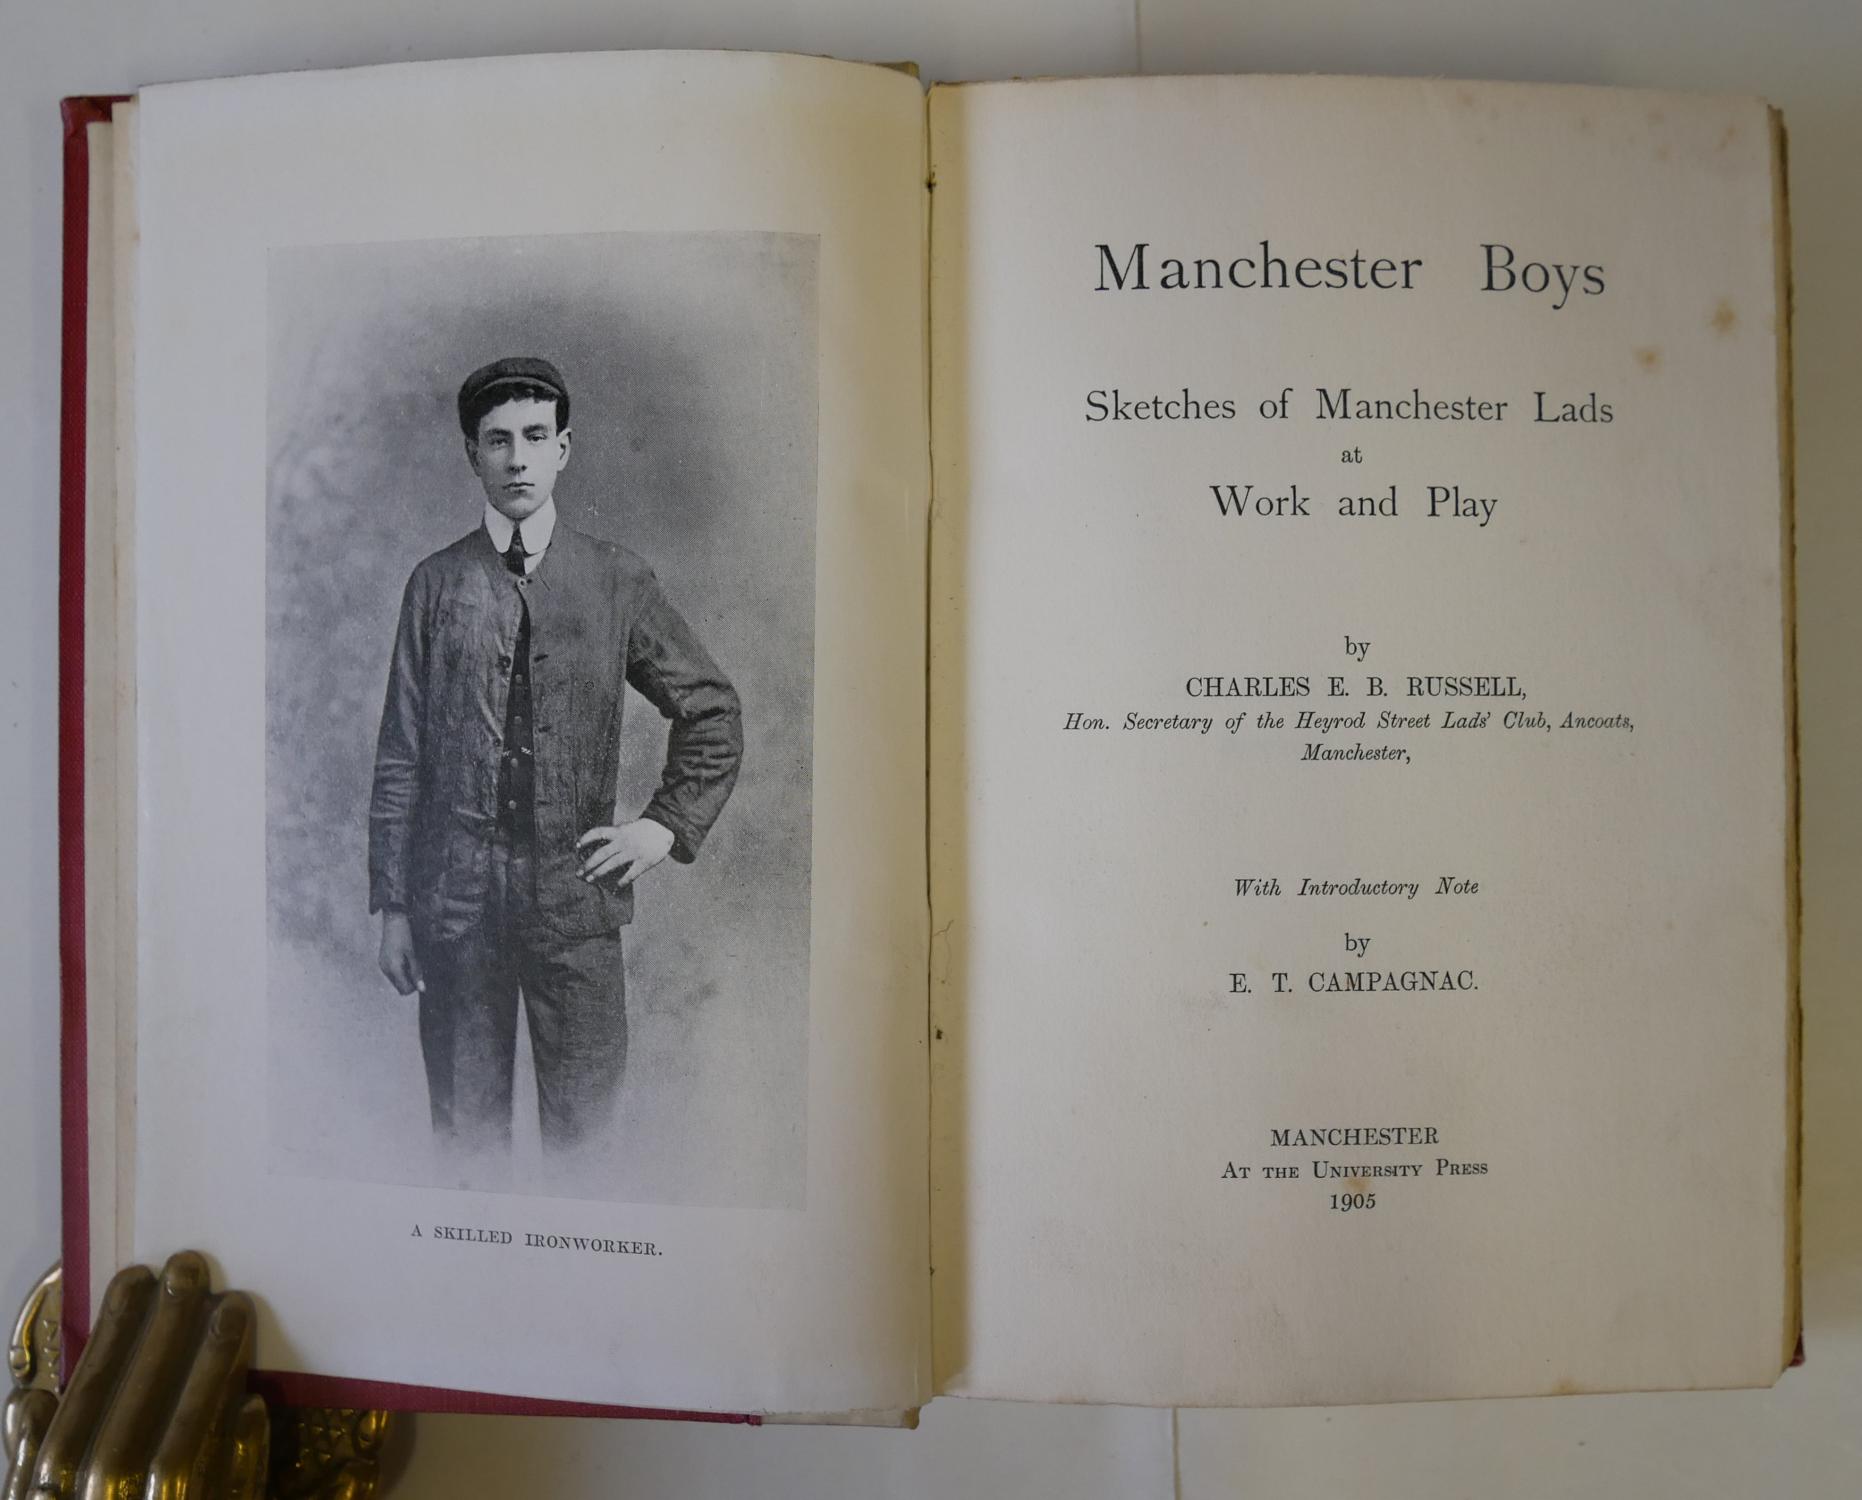 A SKILLED IRONWORKER.
Manchester Boys
Sketches of Manchester Lads
at
Work and Play
by
CHARLES E. B. RUSSELL,
Hon. Secretary of the Heyrod Street Lads' Club, Ancoats,
Manchester,
With Introductory Note
by
E. T. CAMPAGNAC.
MANCHESTER
AT THE UNIVERSITY PRESS
1905